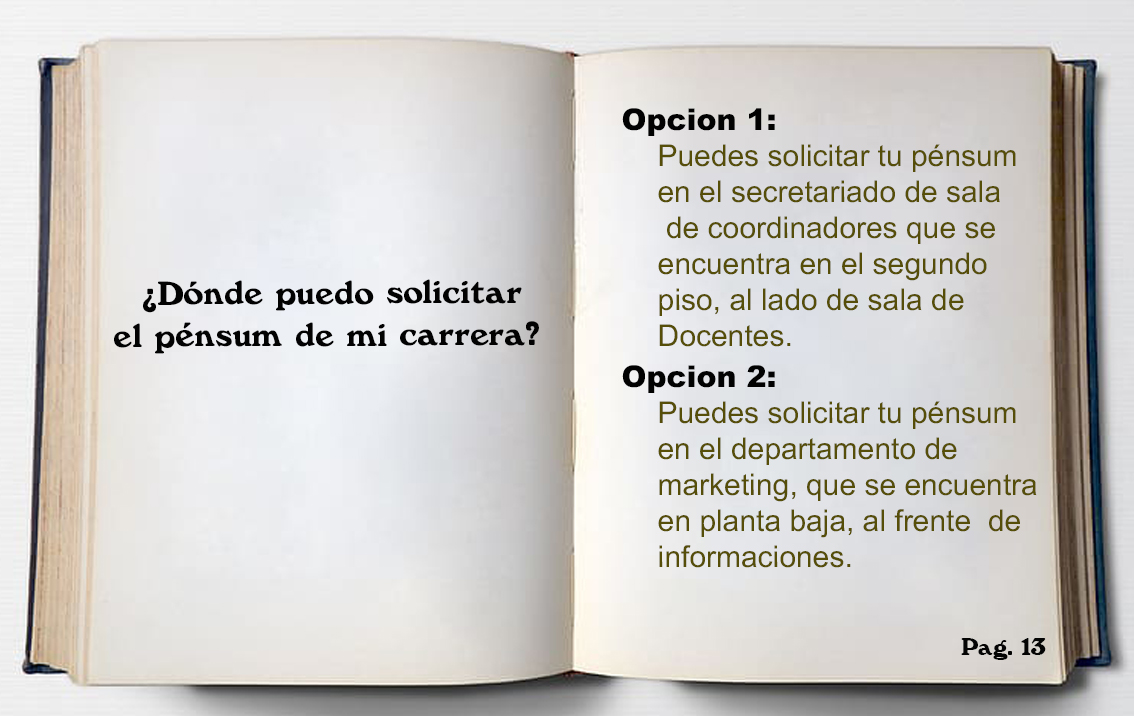 ¿Dónde puedo solicitar
el pénsum de mi carrera?
Opcion 1:
Puedes solicitar tu pénsum
en el secretariado de sala
de coordinadores que se
encuentra en el segundo
piso, al lado de sala de
Docentes.
Opcion 2:
Puedes solicitar tu pénsum
en el departamento de
marketing, que se encuentra
en planta baja, al frente de
informaciones.
Pag. 13